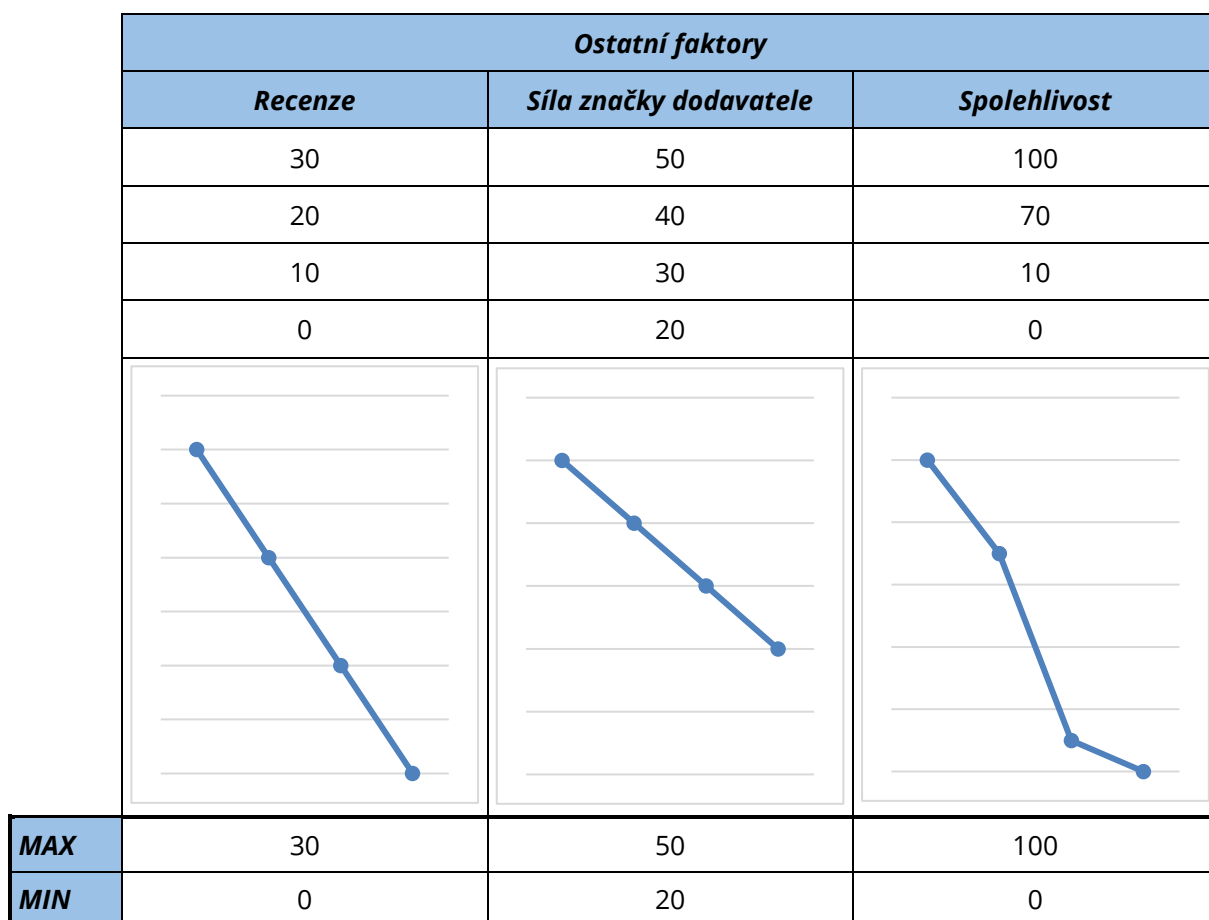 Ostatní faktory
Recenze Síla značky dodavatele Spolehlivost
30 50 100
20 40 70
10 30 10
0 20 0
MAX 30 50 100
MIN 0 20 0